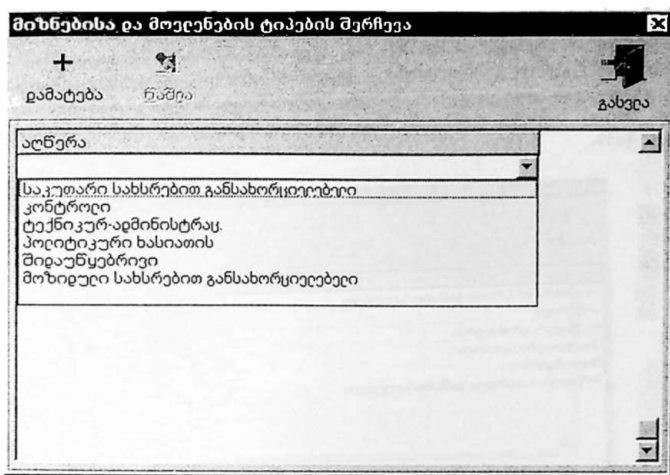 მიზნებისა და მოვლენების ტიპების შერჩევა
დამატება წაშლა გასვლა
აღწერა
საკუთარი სახსრებით განსახორციელებელი
კონტროლი
ტექნიკურ-ადმინისტრაც.
პოლიტიკური ხასიათის
შიდაუწყებრივი
მოზიდული სახსრებით განსახორციელებელი